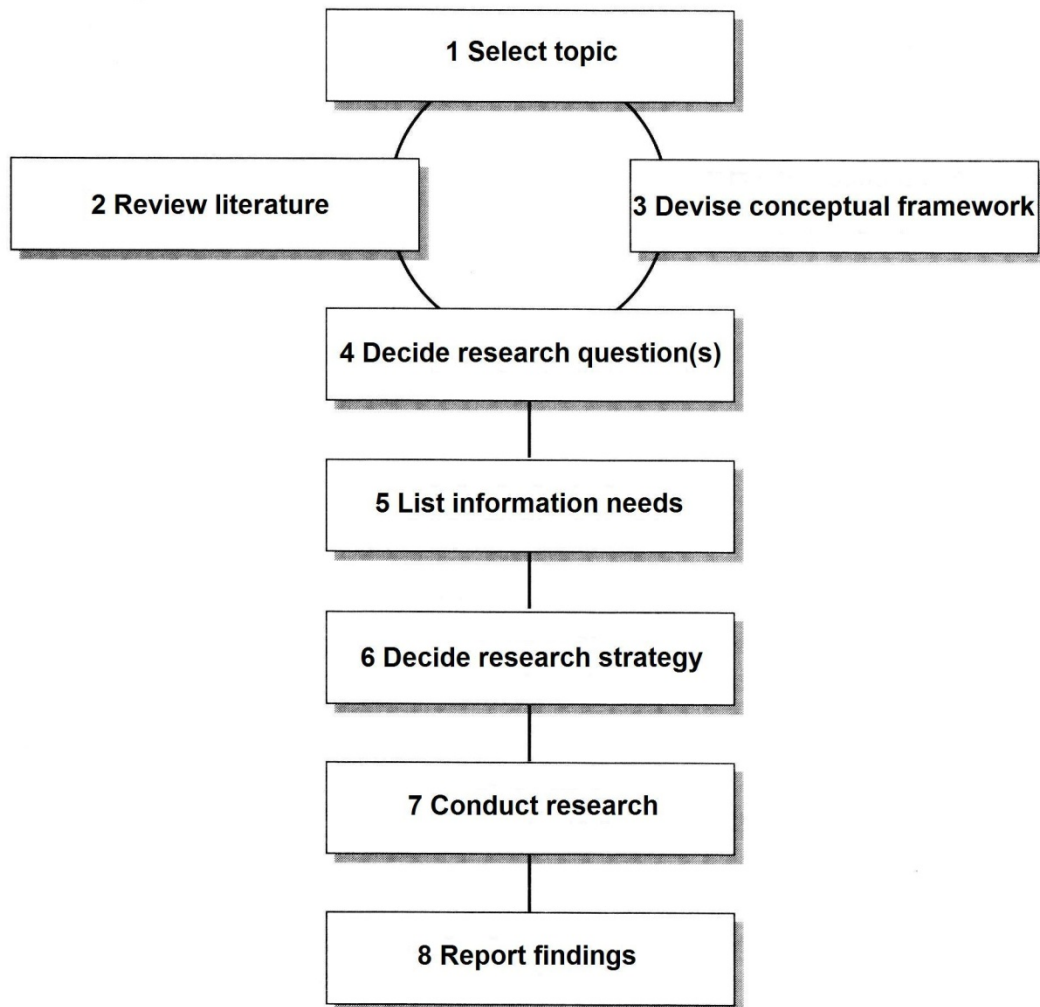 1 Select topic
2 Review literature
3 Devise conceptual framework
4 Decide research question(s)
5 List information needs
6 Decide research strategy
7 Conduct research
8 Report findings